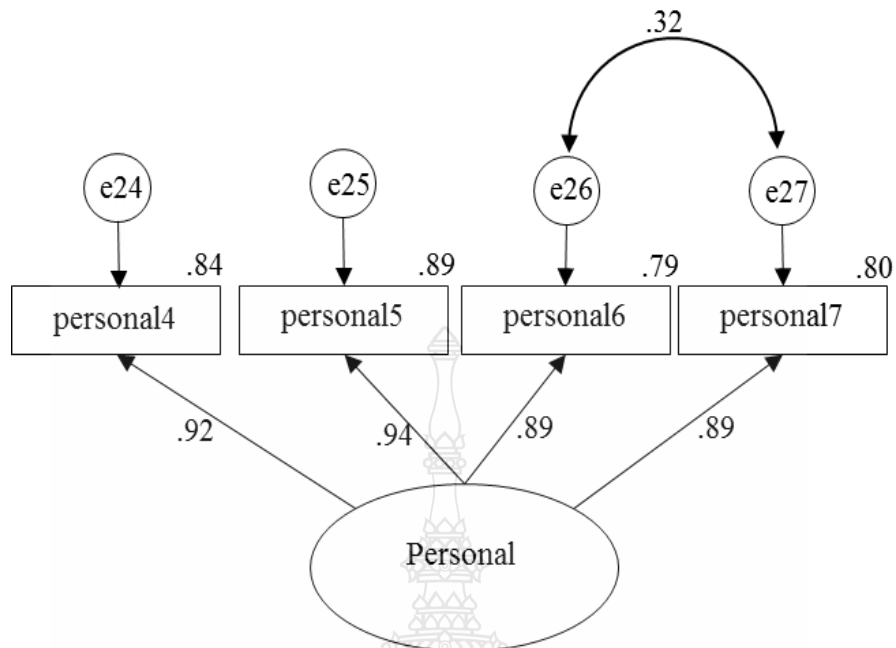 .32
e24 e25 e26 e27
.84 .89 .79 .80
personal4 personal5 personal6 personal7
.92 .94 .89 .89
Personal